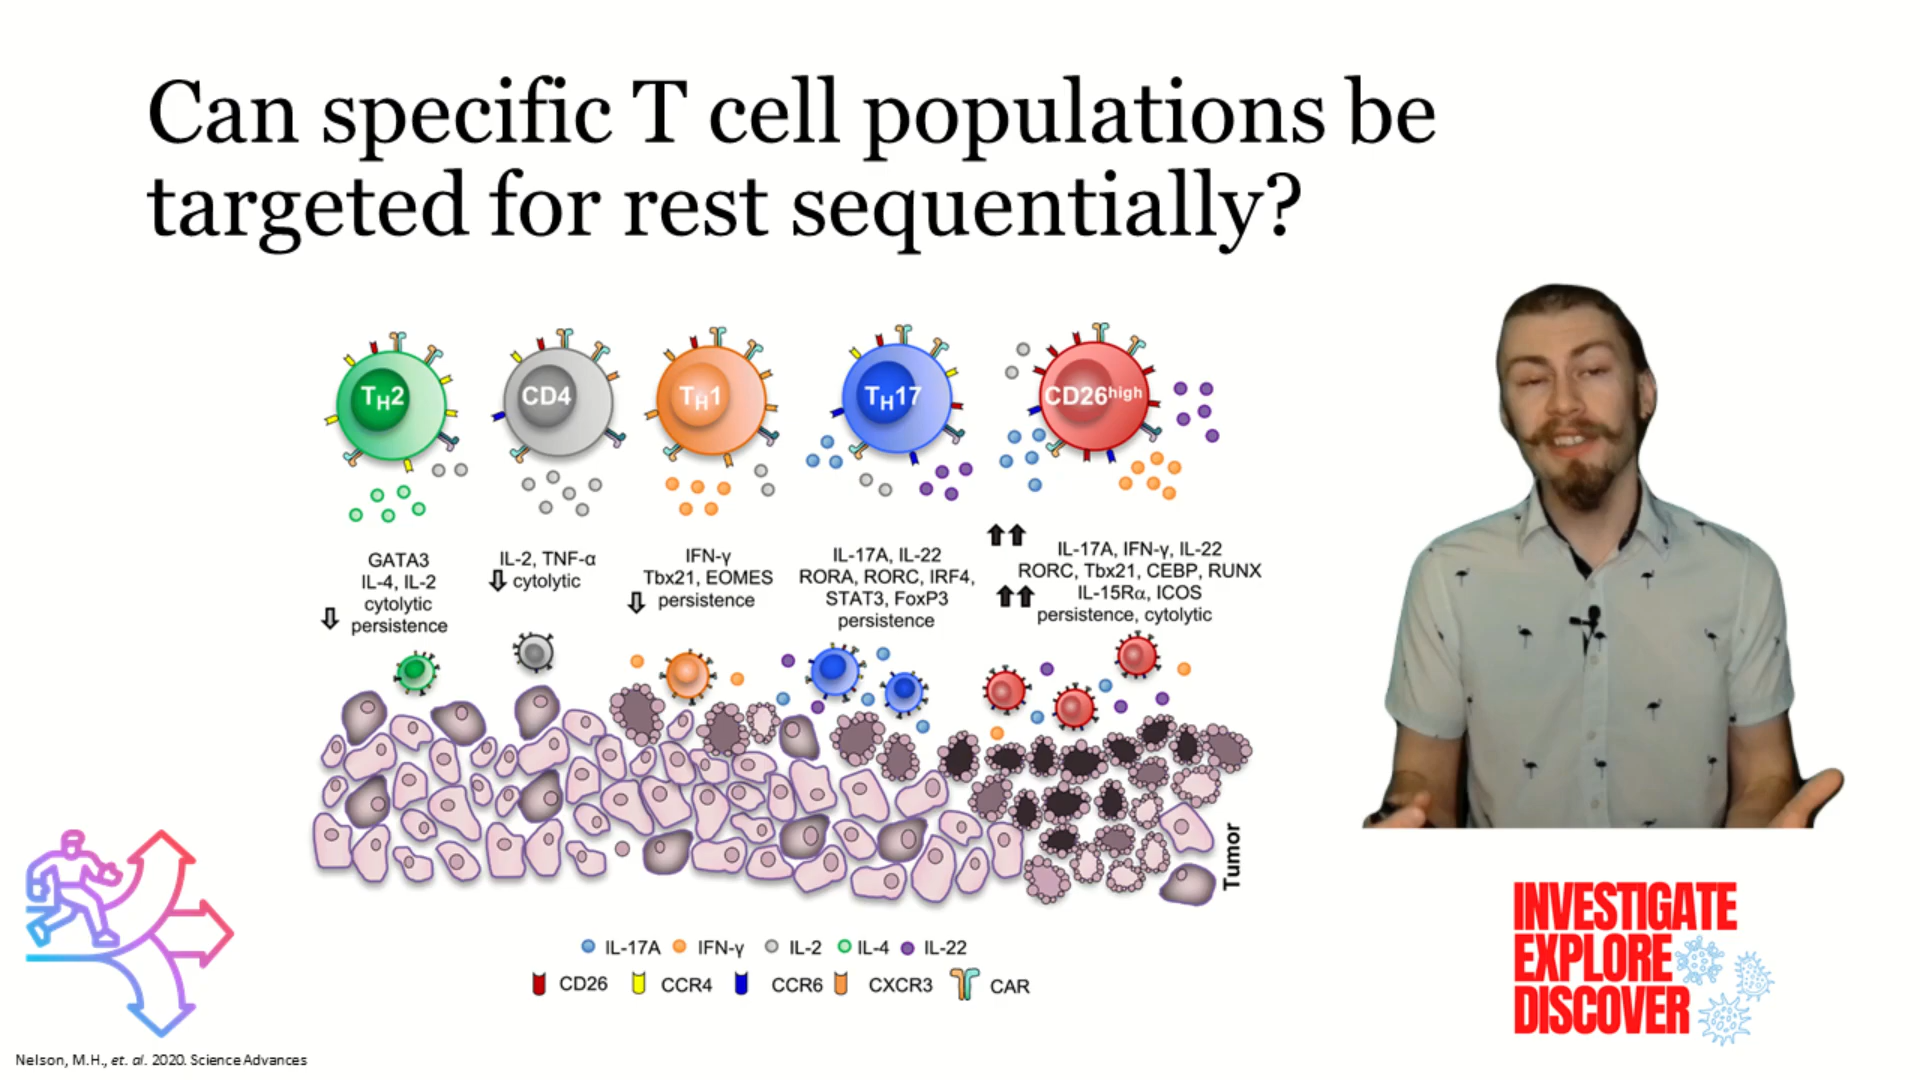 Can specific T cell populations be
targeted for rest sequentially?
TH2
CD4
TH1
TH17
CD26high
GATA3
IL-4, IL-2
cytolytic
persistence
IL-2, TNF-α
cytolytic
IFN-γ
Tbx21, EOMES
persistence
IL-17A, IL-22
RORA, RORC, IRF4,
STAT3, FoxP3
persistence
IL-17A, IFN-γ, IL-22
RORC, Tbx21, CEBP, RUNX
IL-15Rα, ICOS
persistence, cytolytic
Tumor
IL-17A IFN-γ IL-2 IL-4 IL-22
CD26 CCR4 CCR6 CXCR3 CAR
INVESTIGATE
EXPLORE
DISCOVER
Nelson, M.H., et. al. 2020. Science Advances